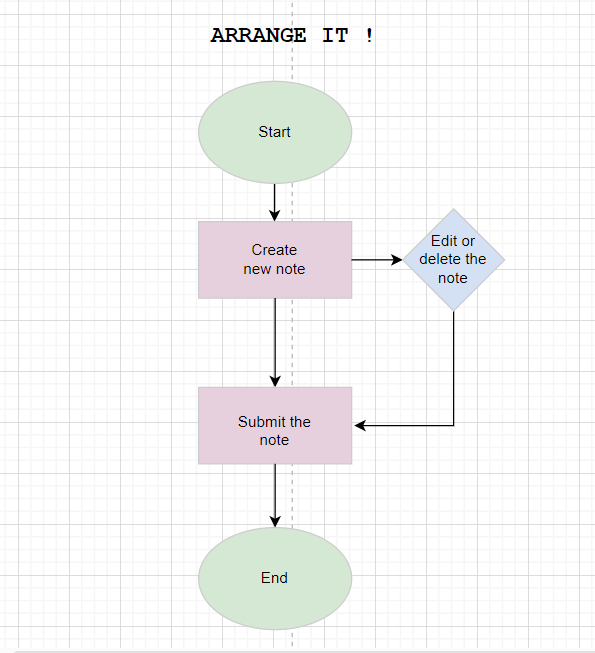 ARRANGE IT !
Start
Create
new note
Edit or
delete the
note
Submit the
note
End